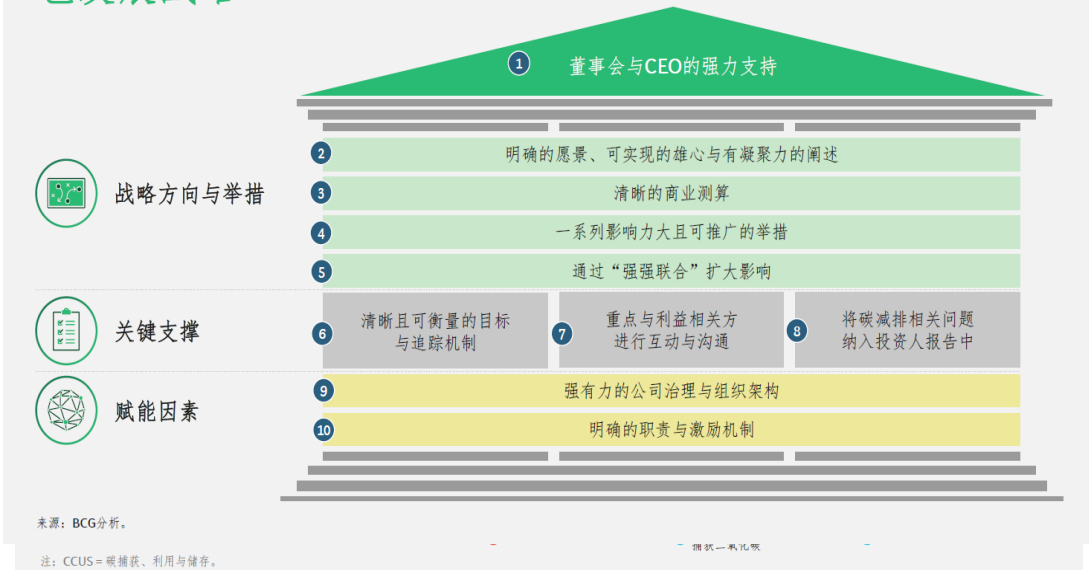 1 董事会与CEO的强力支持
战略方向与举措
2 明确的愿景、可实现的雄心与有凝聚力的阐述
3 清晰的商业测算
4 一系列影响力大且可推广的举措
5 通过“强强联合”扩大影响
关键支撑
6 清晰且可衡量的目标
与追踪机制
7 重点与利益相关方
进行互动与沟通
8 将碳减排相关问题
纳入投资人报告中
赋能因素
9 强有力的公司治理与组织架构
10 明确的职责与激励机制
来源：BCG分析。
捕获二氧化碳
注：CCUS = 碳捕获、利用与储存。